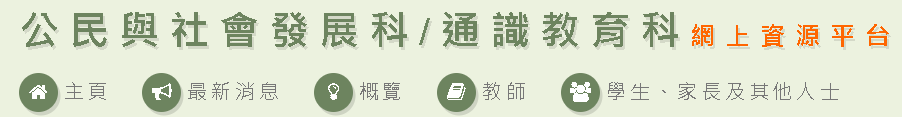 公民與社會發展科/通識教育科 網上資源平台
主頁 最新消息 概覽 教師 學生、家長及其他人士